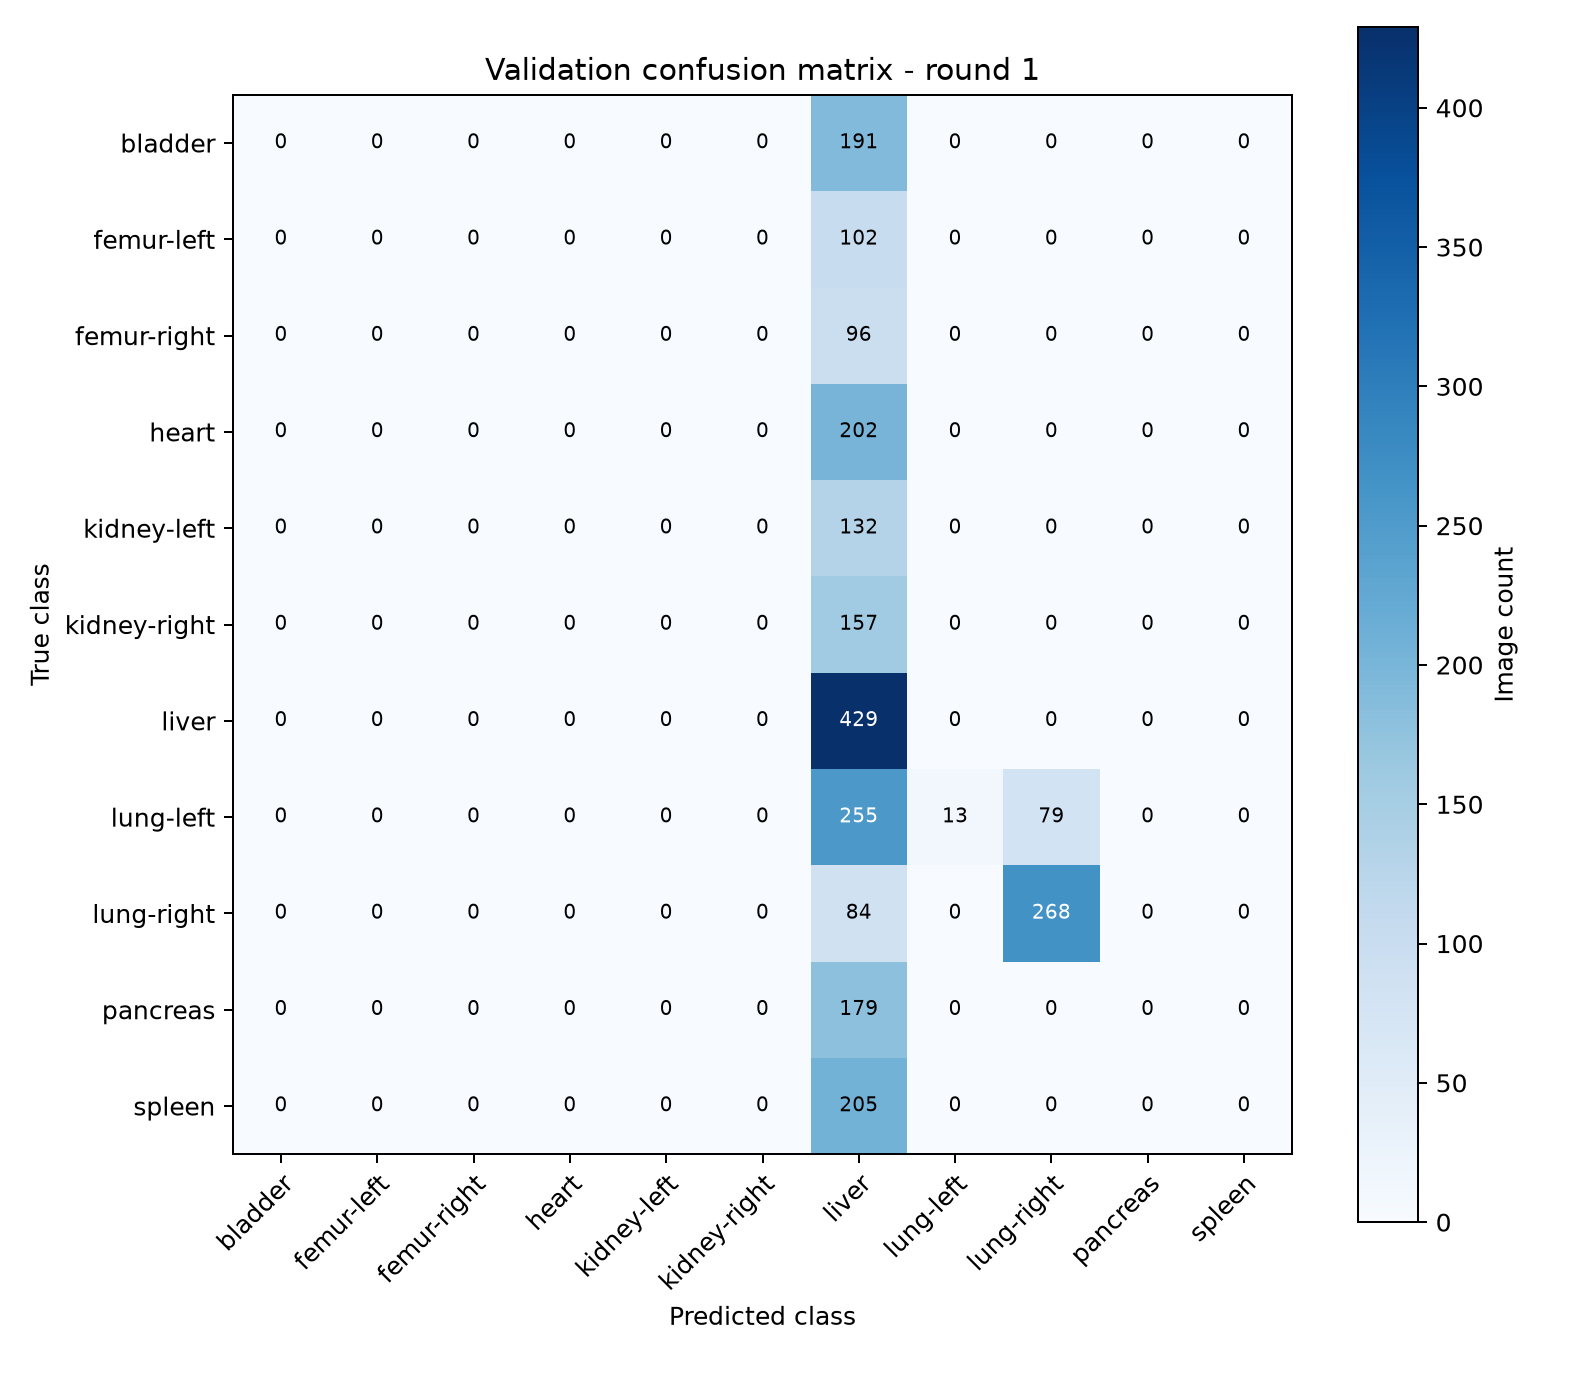 Validation confusion matrix - round 1
bladder 0 0 0 0 0 0 191 0 0 0 0
femur-left 0 0 0 0 0 0 102 0 0 0 0
femur-right 0 0 0 0 0 0 96 0 0 0 0
heart 0 0 0 0 0 0 202 0 0 0 0
kidney-left 0 0 0 0 0 0 132 0 0 0 0
kidney-right 0 0 0 0 0 0 157 0 0 0 0
liver 0 0 0 0 0 0 429 0 0 0 0
lung-left 0 0 0 0 0 0 255 13 79 0 0
lung-right 0 0 0 0 0 0 84 0 268 0 0
pancreas 0 0 0 0 0 0 179 0 0 0 0
spleen 0 0 0 0 0 0 205 0 0 0 0
bladder femur-left femur-right heart kidney-left kidney-right liver lung-left lung-right pancreas spleen
Predicted class
True class
400
350
300
250
200
150
100
50
0
Image count